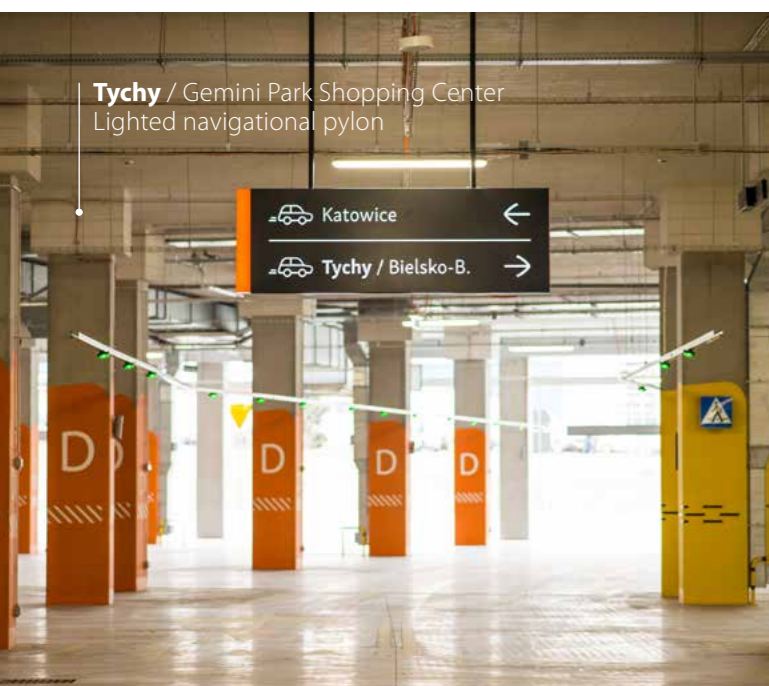 Tychy / Gemini Park Shopping Center
Lighted navigational pylon
Katowice ←
Tychy / Bielsko-B. →
D
D
D
D
D